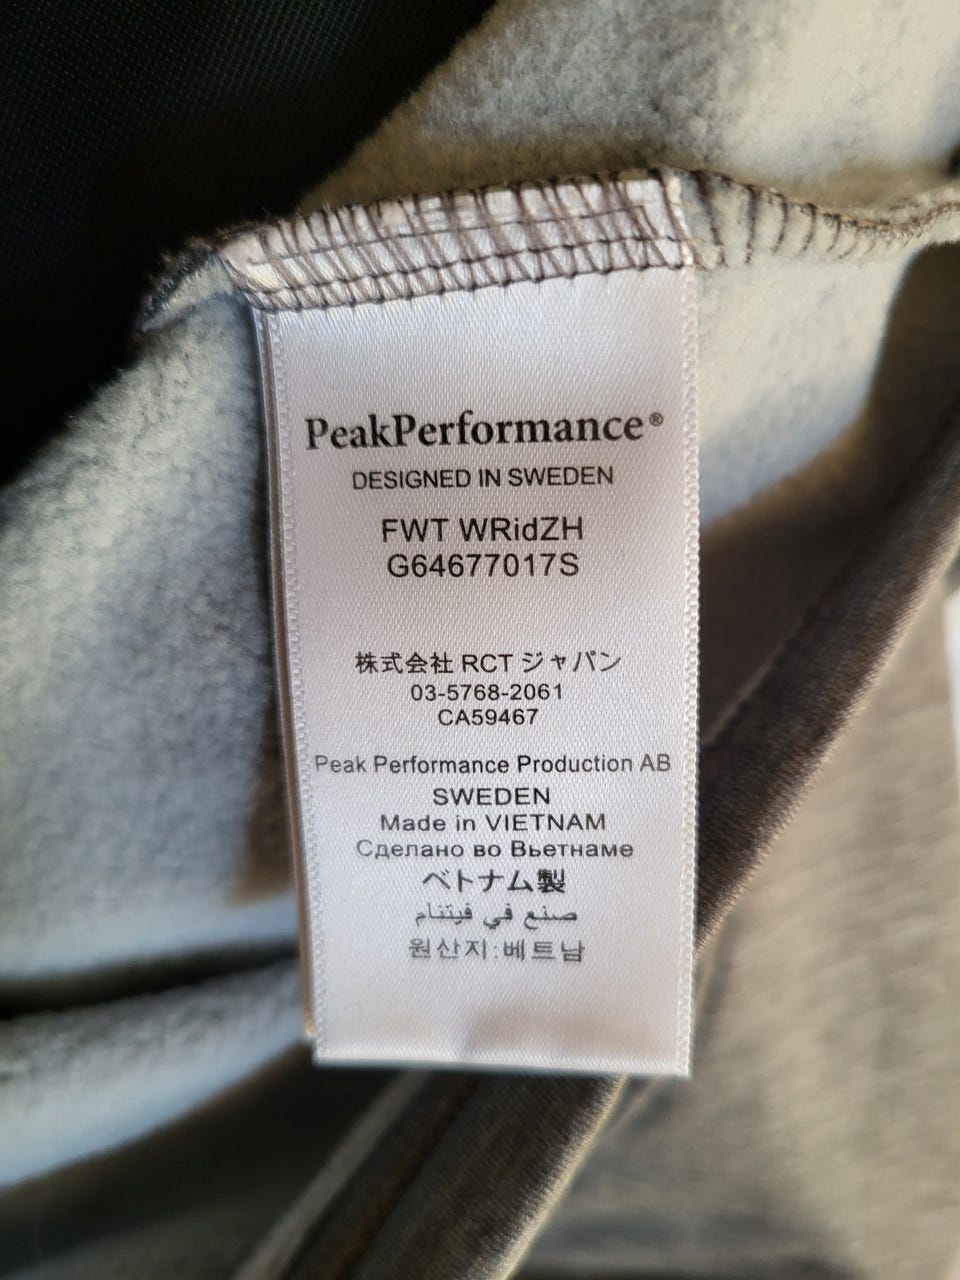 PeakPerformance®
DESIGNED IN SWEDEN
FWT WRidZH
G64677017S
株式会社 RCT ジャパン
03-5768-2061
CA59467
Peak Performance Production AB
SWEDEN
Made in VIETNAM
Сделано во Вьетнаме
ベトナム製
صنع في فيتنام
원산지:베트남